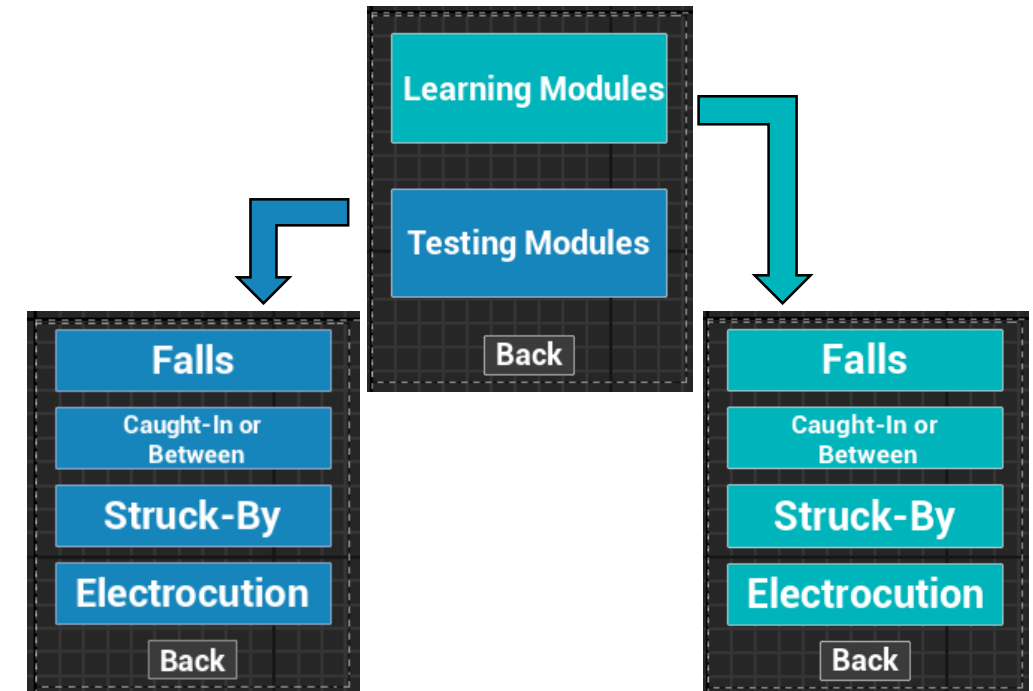 Learning Modules
Testing Modules
Back
Falls
Caught-In or
Between
Struck-By
Electrocution
Back
Falls
Caught-In or
Between
Struck-By
Electrocution
Back